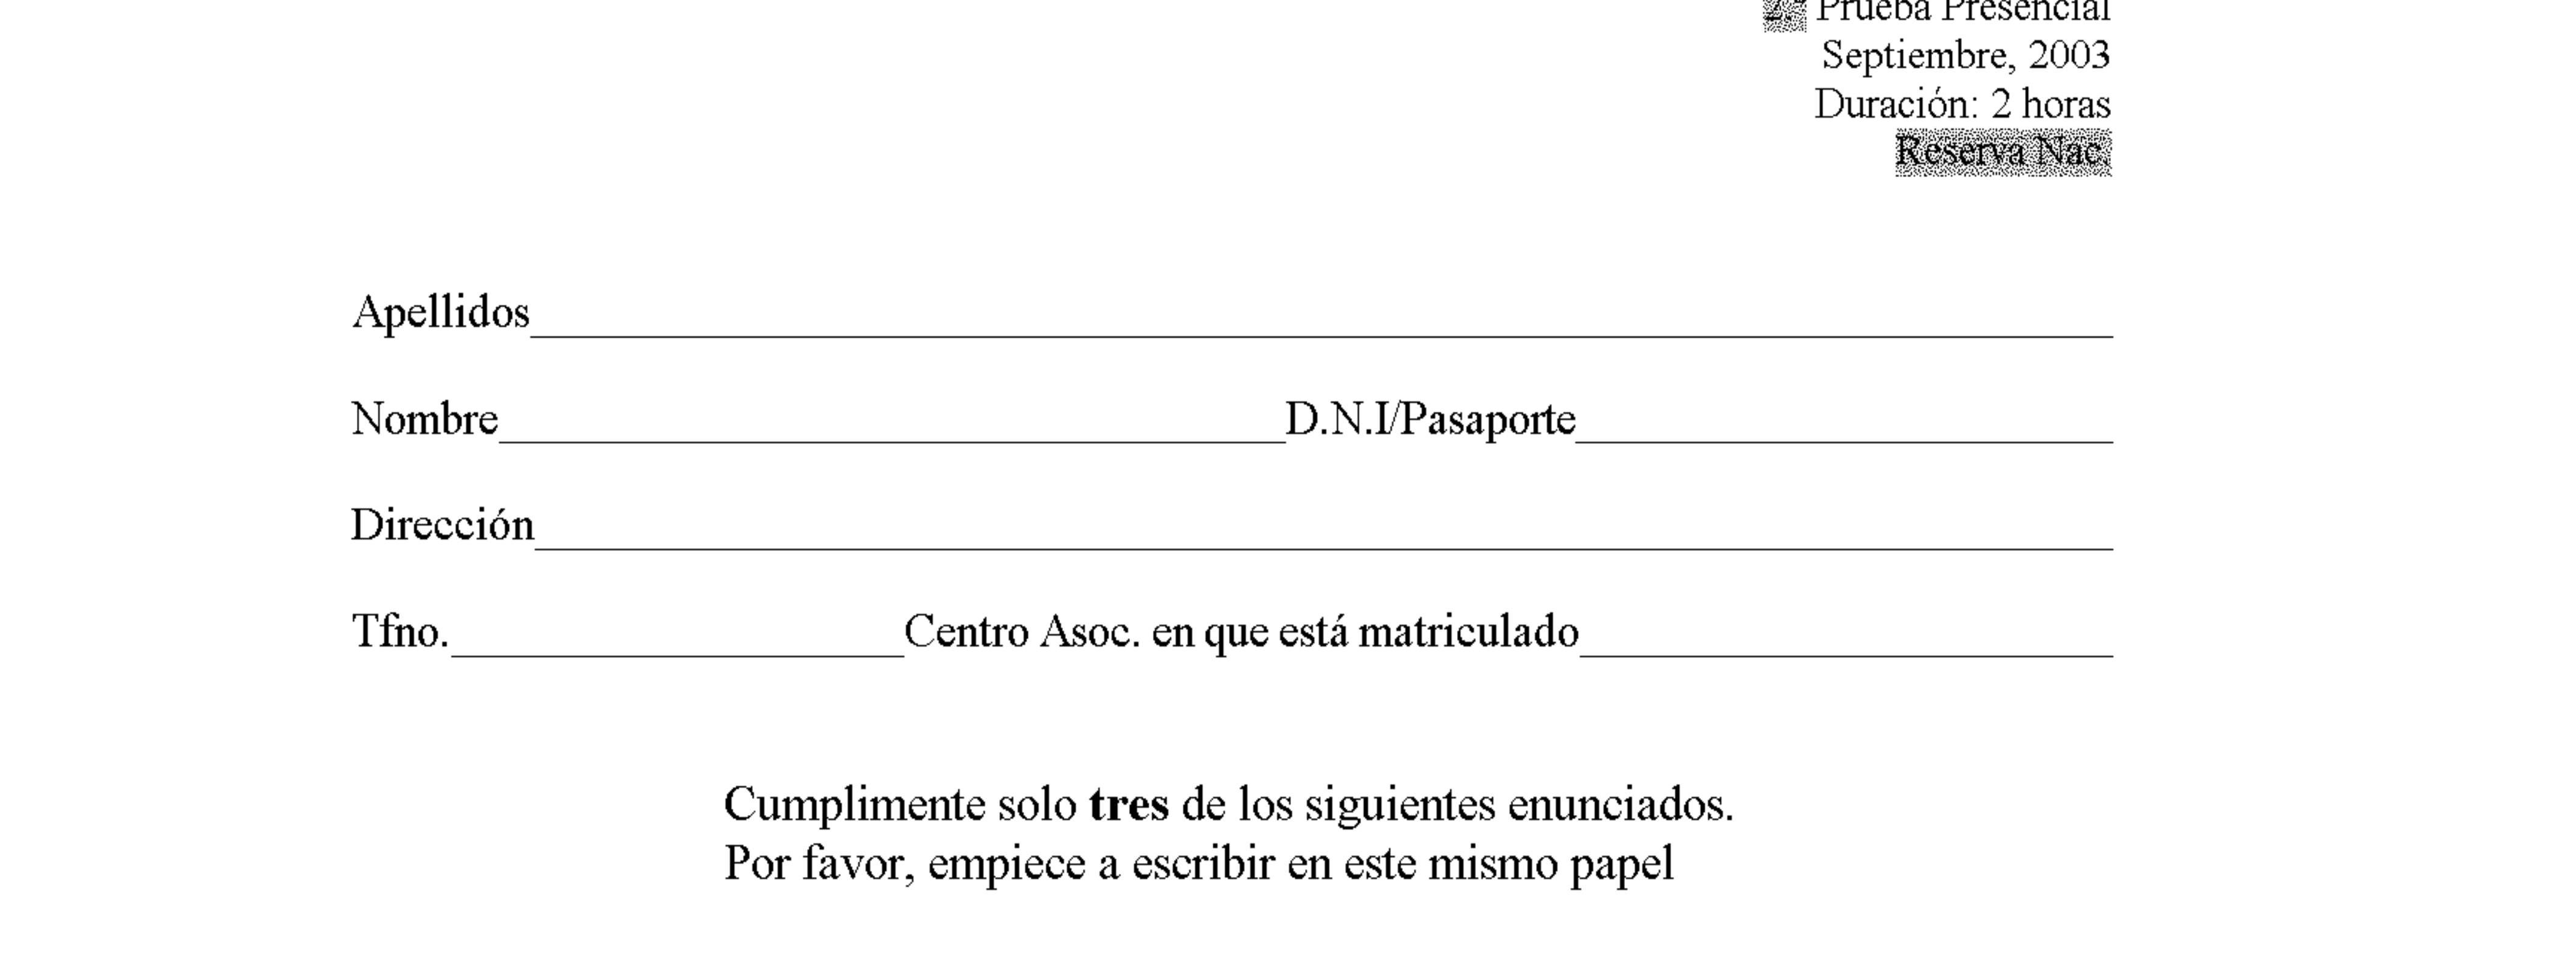 2.ª Prueba Presencial
Septiembre, 2003
Duración: 2 horas
Reserva Nac.
Apellidos
Nombre D.N.I/Pasaporte
Dirección
Tfno. Centro Asoc. en que está matriculado
Cumplimente solo tres de los siguientes enunciados.
Por favor, empiece a escribir en este mismo papel